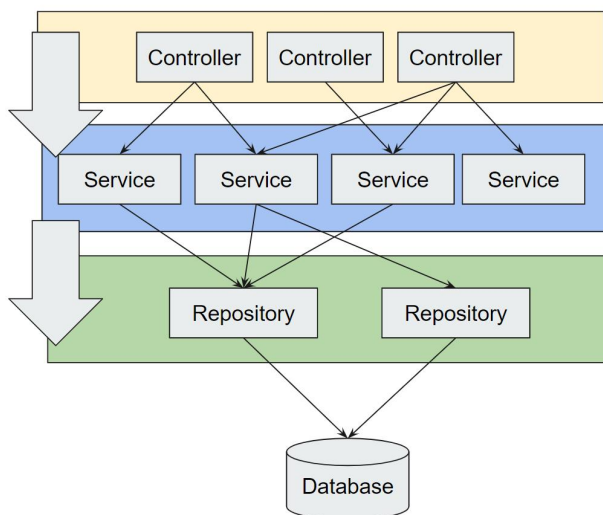 Controller
Controller
Controller
Service
Service
Service
Service
Repository
Repository
Database